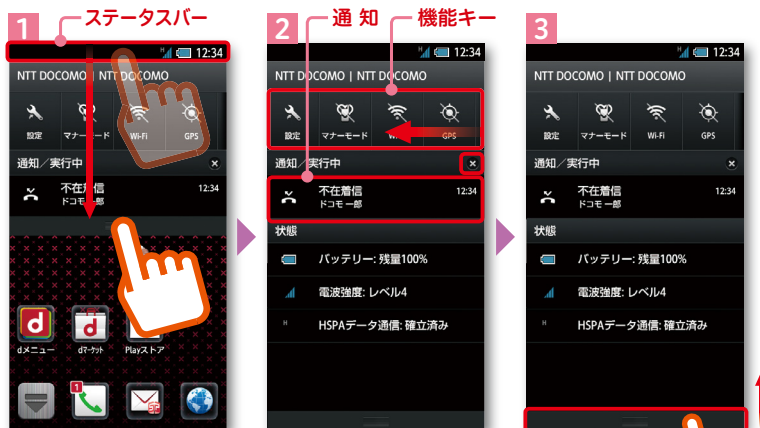 1
ステータスバー
H
12:34
NTT DOCOMO | NTT DOCOMO
設定
マナーモード
Wi-Fi
GPS
通知／実行中
不在着信
12:34
ドコモ 一郎
dメニュー
dマーケット
Playストア
1
2
通 知
機能キー
H
12:34
NTT DOCOMO | NTT DOCOMO
設定
マナーモード
Wi-Fi
GPS
通知／実行中
不在着信
12:34
ドコモ 一郎
状態
バッテリー: 残量100%
電波強度: レベル4
H
HSPAデータ通信: 確立済み
3
H
12:34
NTT DOCOMO | NTT DOCOMO
設定
マナーモード
Wi-Fi
GPS
通知／実行中
不在着信
12:34
ドコモ 一郎
状態
バッテリー: 残量100%
電波強度: レベル4
H
HSPAデータ通信: 確立済み